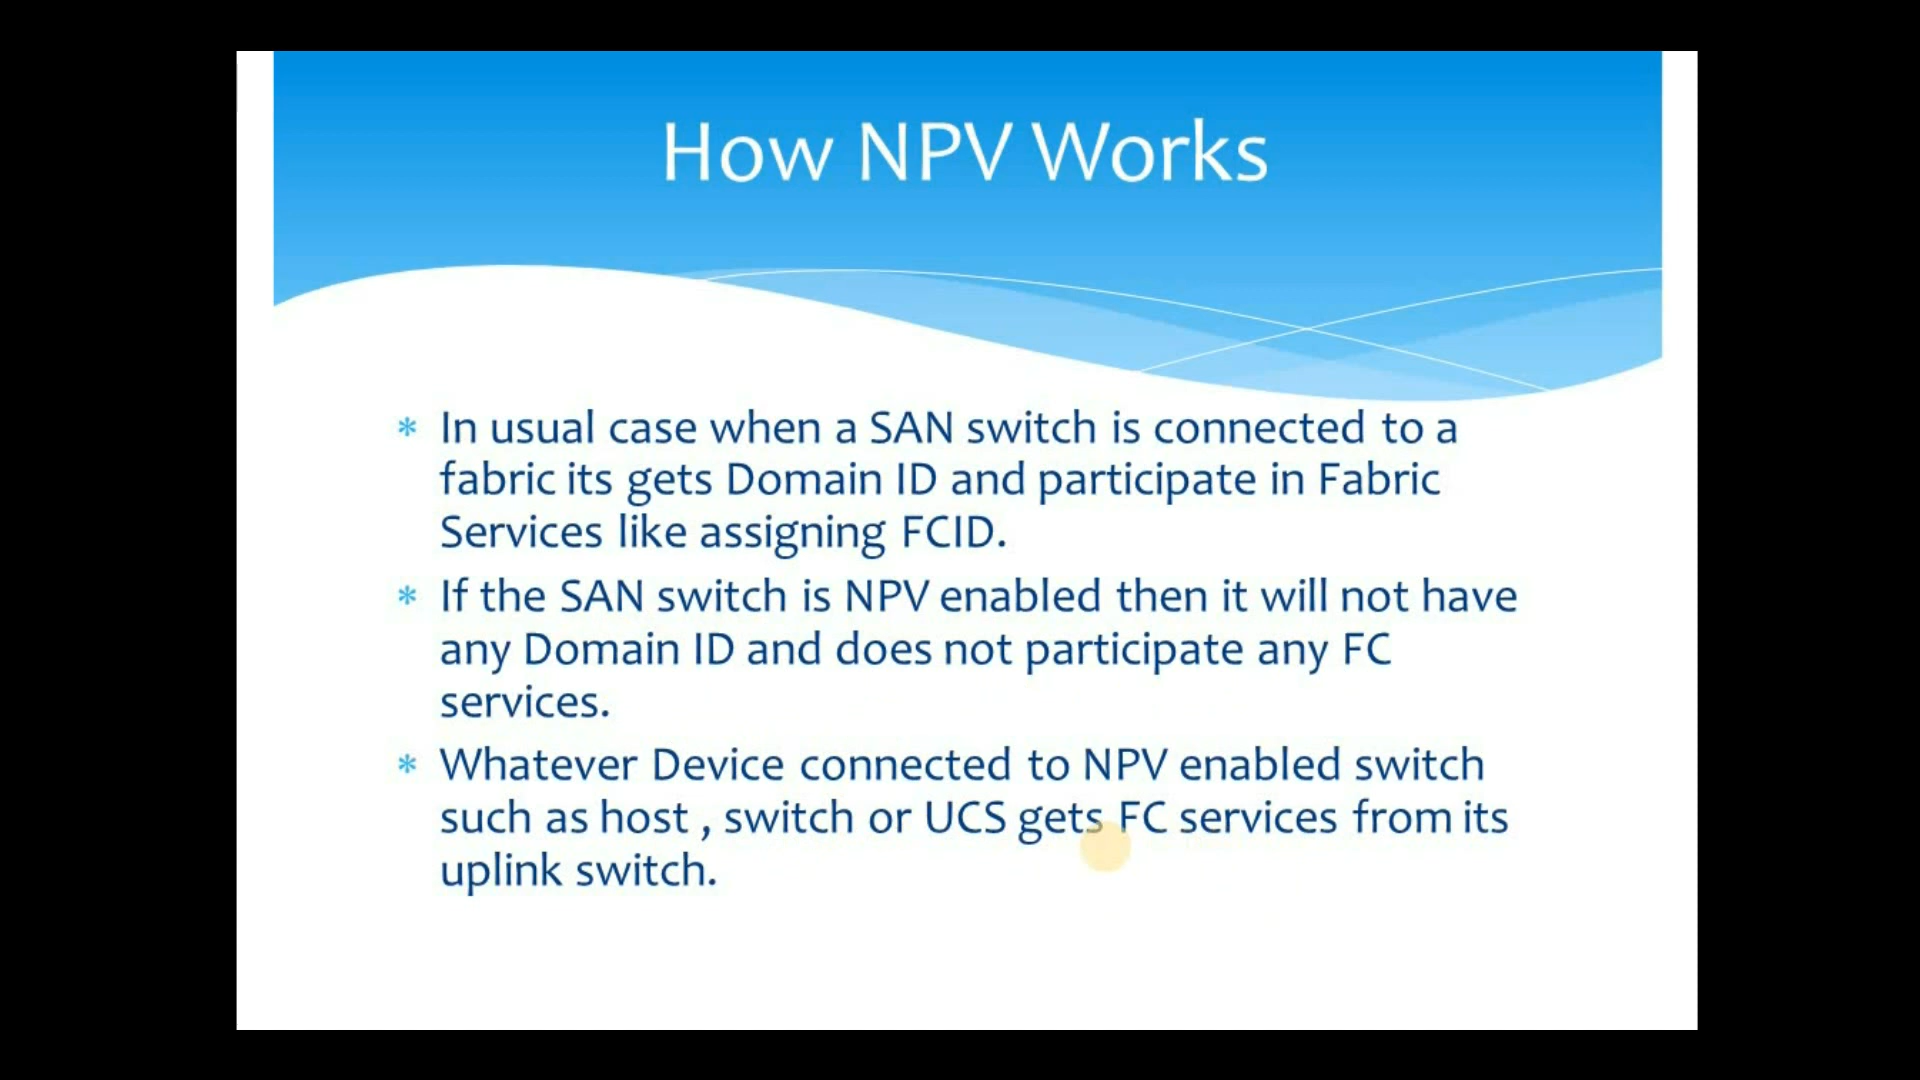 How NPV Works
* In usual case when a SAN switch is connected to a
fabric its gets Domain ID and participate in Fabric
Services like assigning FCID.
* If the SAN switch is NPV enabled then it will not have
any Domain ID and does not participate any FC
services.
* Whatever Device connected to NPV enabled switch
such as host , switch or UCS gets FC services from its
uplink switch.